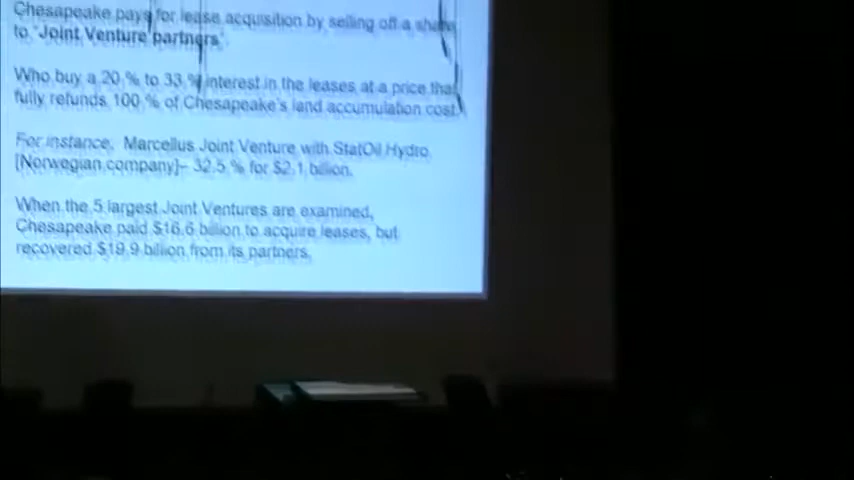 Chesapeake pays for lease acquisition by selling off a share
to "Joint Venture partners".
Who buy a 20 % to 33 % interest in the leases at a price that
fully refunds 100 % of Chesapeake's land accumulation cost.
For instance, Marcellus Joint Venture with StatOil Hydro
[Norwegian company]– 32.5 % for $2.1 billion.
When the 5 largest Joint Ventures are examined,
Chesapeake paid $16.6 billion to acquire leases, but
recovered $19.9 billion from its partners.